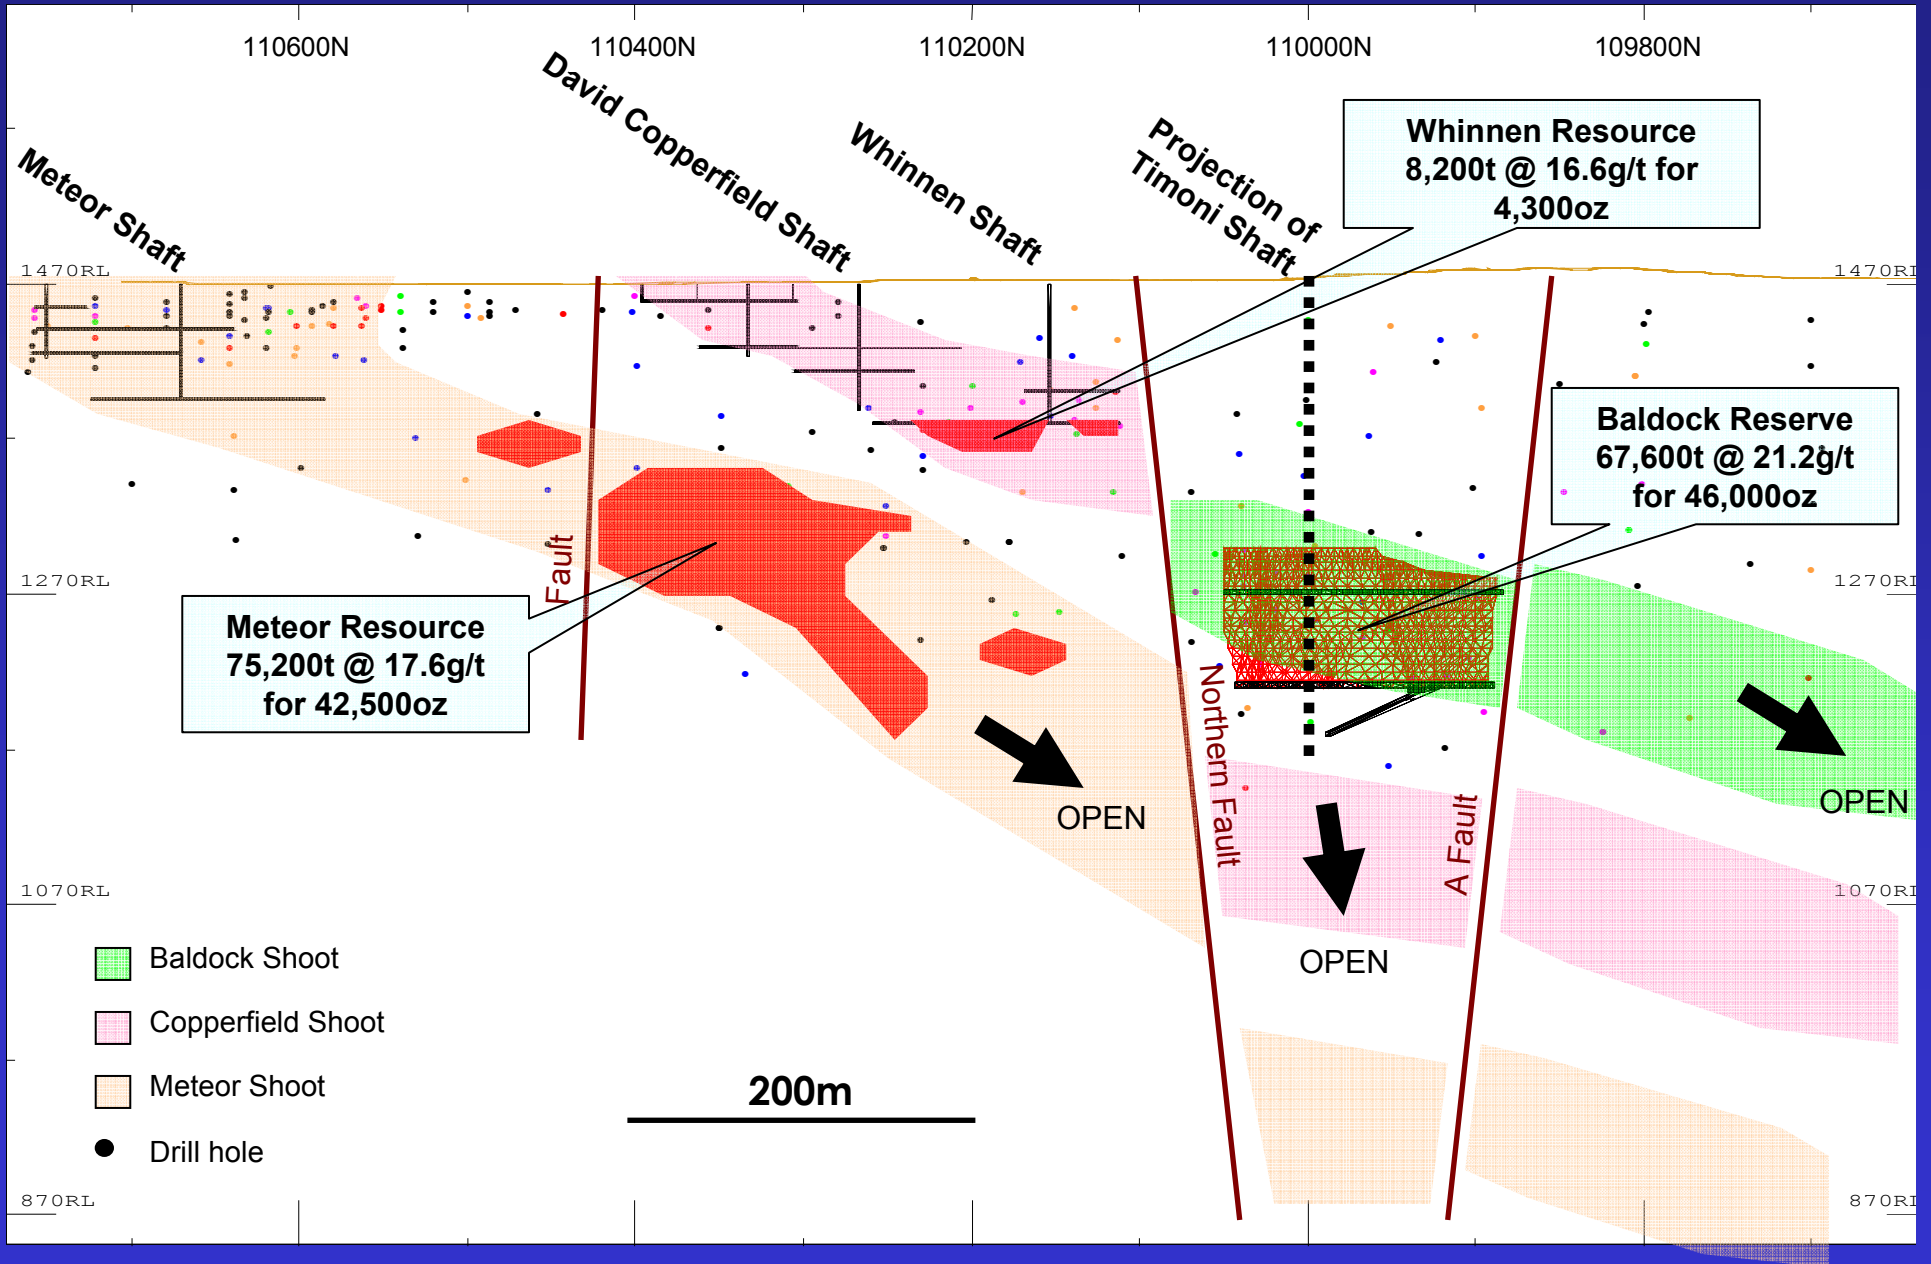 110600N
110400N
110200N
110000N
109800N
Meteor Shaft
David Copperfield Shaft
Whinnen Shaft
Projection of
Timoni Shaft
Whinnen Resource
8,200t @ 16.6g/t for
4,300oz
1470RL
1470RL
Baldock Reserve
67,600t @ 21.2g/t
for 46,000oz
Fault
1270RL
1270RL
Meteor Resource
75,200t @ 17.6g/t
for 42,500oz
Northern Fault
A Fault
OPEN
OPEN
OPEN
1070RL
1070RL
Baldock Shoot
Copperfield Shoot
Meteor Shoot
Drill hole
200m
870RL
870RL